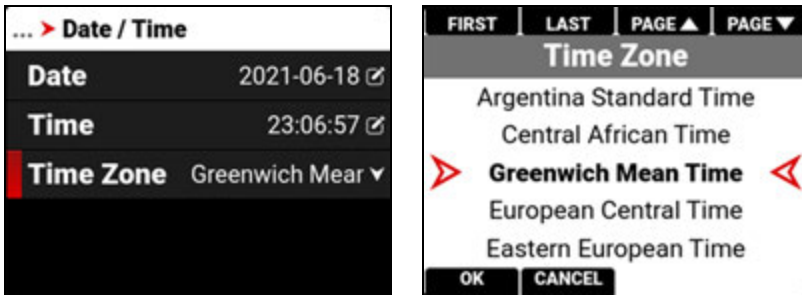 ... > Date / Time
Date 2021-06-18
Time 23:06:57
Time Zone Greenwich Mear
FIRST LAST PAGE▲ PAGE▼
Time Zone
Argentina Standard Time
Central African Time
Greenwich Mean Time
European Central Time
Eastern European Time
OK CANCEL